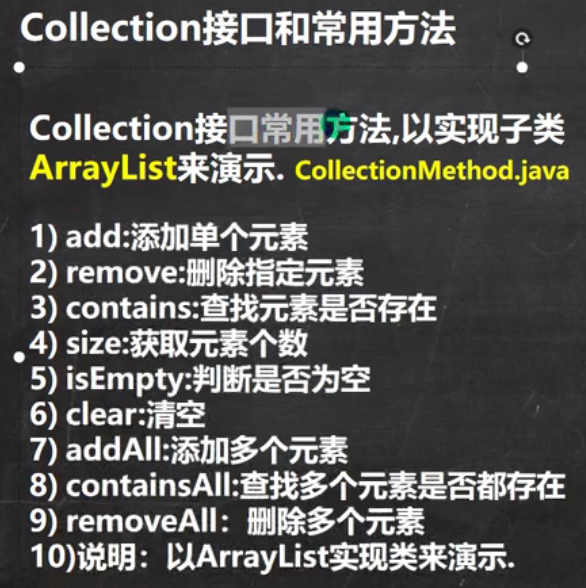 Collection接口和常用方法
Collection接口常用方法,以实现子类
ArrayList来演示. CollectionMethod.java
1) add:添加单个元素
2) remove:删除指定元素
3) contains:查找元素是否存在
4) size:获取元素个数
5) isEmpty:判断是否为空
6) clear:清空
7) addAll:添加多个元素
8) containsAll:查找多个元素是否都存在
9) removeAll：删除多个元素
10)说明：以ArrayList实现类来演示.